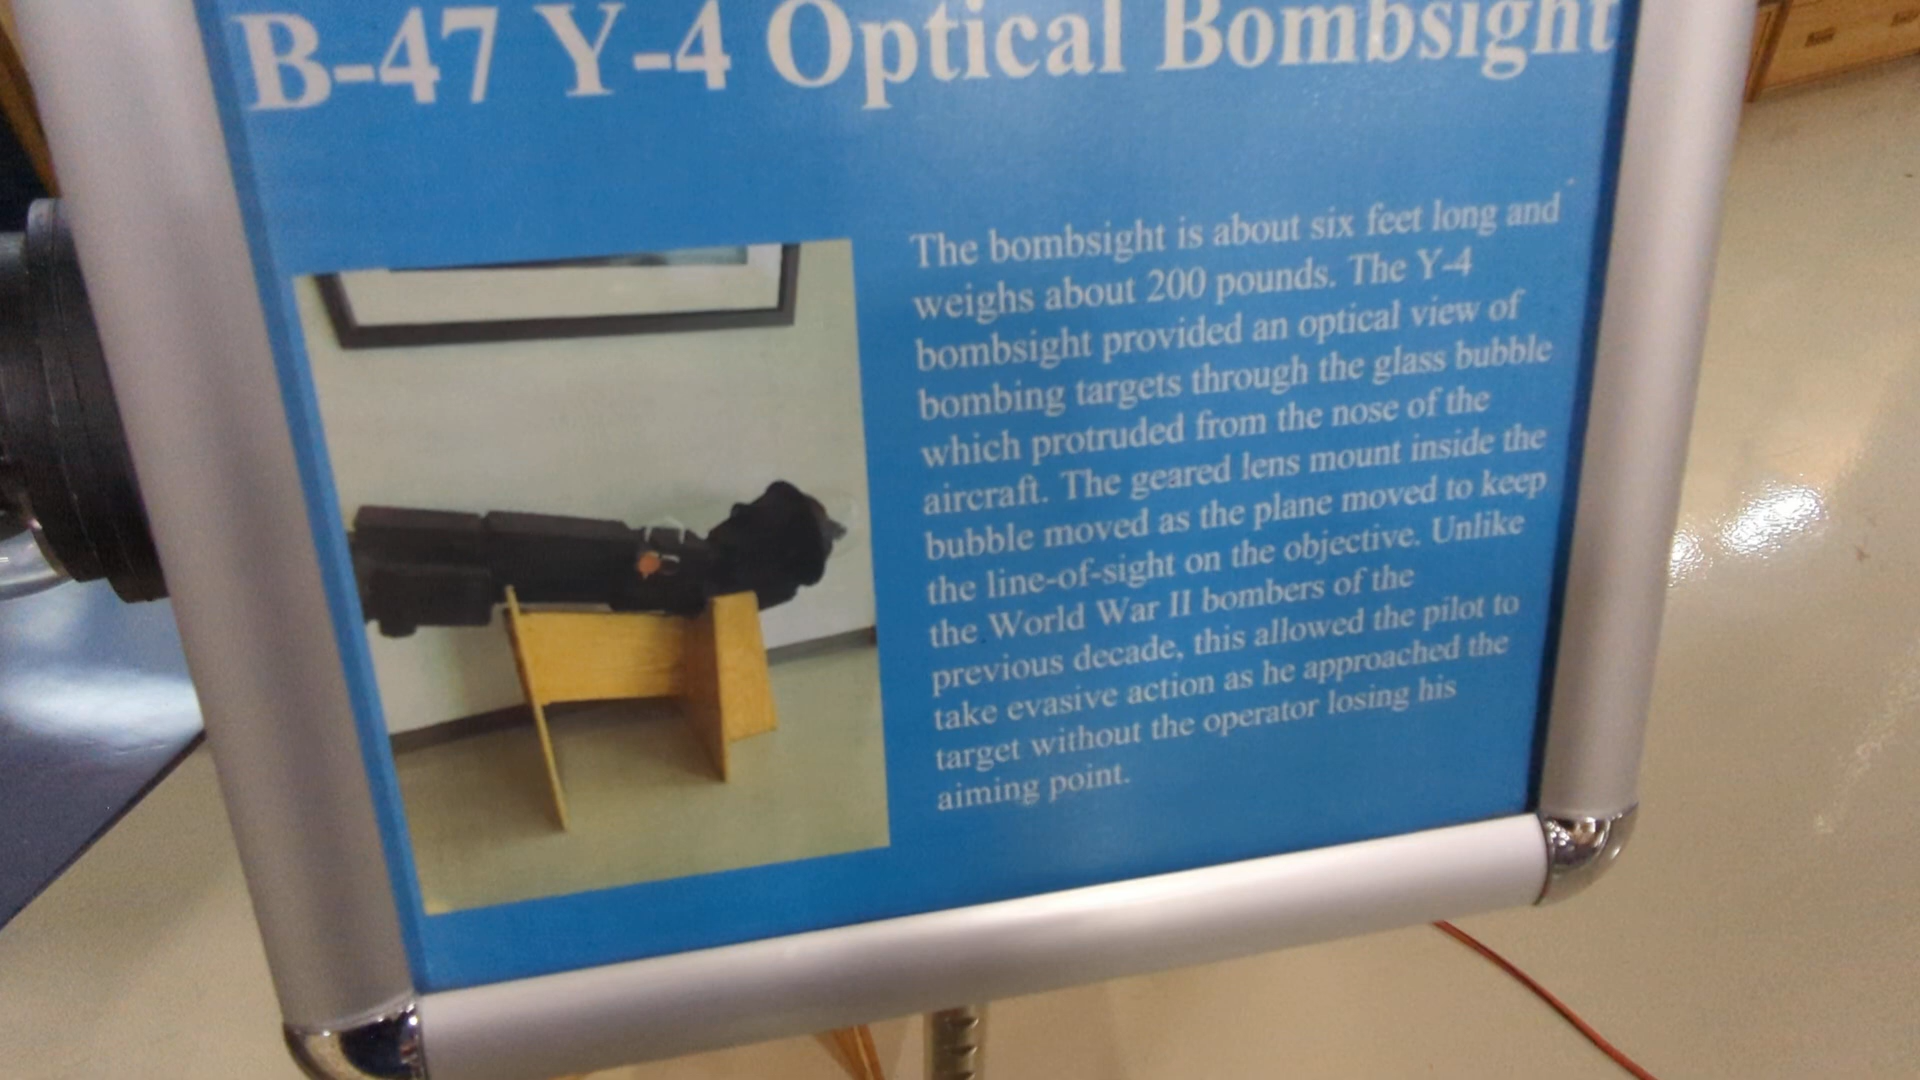 B-47 Y-4 Optical Bombsight
The bombsight is about six feet long and
weighs about 200 pounds. The Y-4
bombsight provided an optical view of
bombing targets through the glass bubble
which protruded from the nose of the
aircraft. The geared lens mount inside the
bubble moved as the plane moved to keep
the line-of-sight on the objective. Unlike
the World War II bombers of the
previous decade, this allowed the pilot to
take evasive action as he approached the
target without the operator losing his
aiming point.